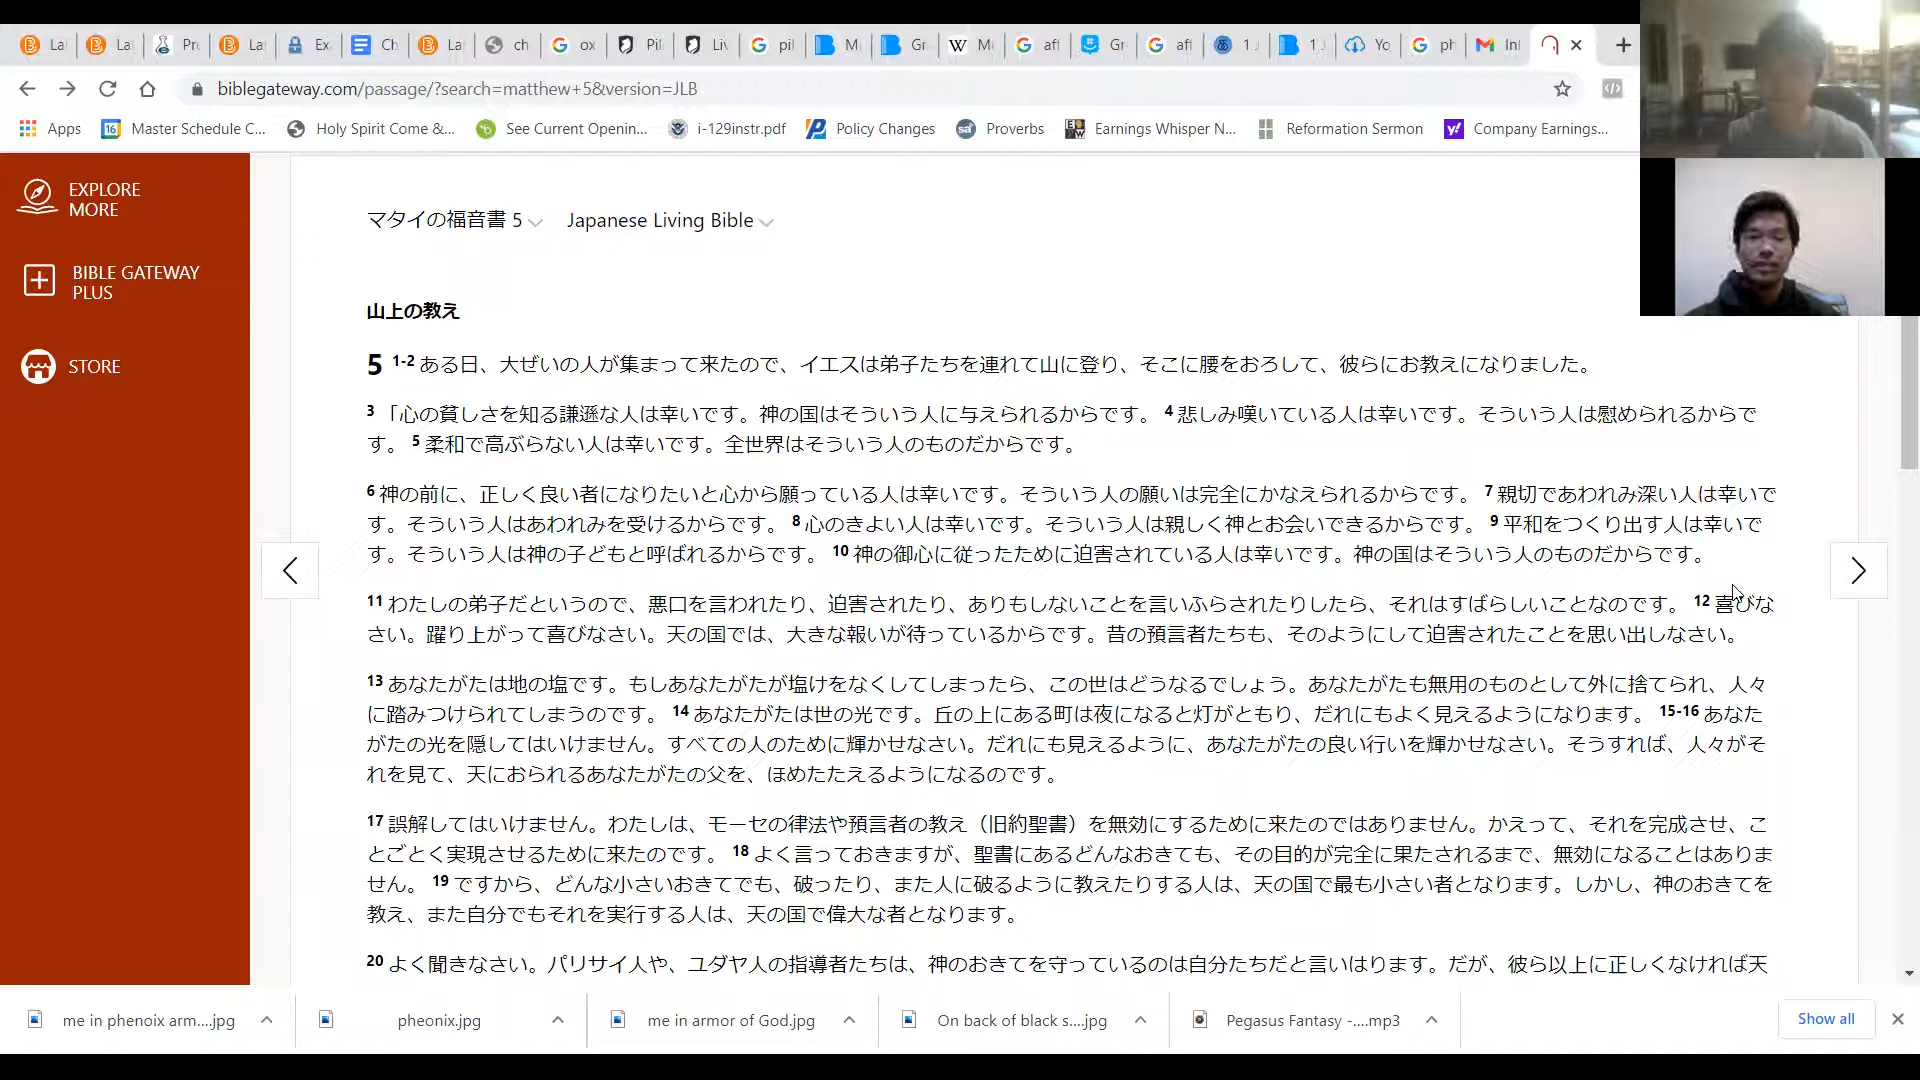 La
La
Pr
La
Ex
Ch
La
ch
ox
Pil
Liv
pil
M
Gr
M
aff
Gr
aff
1 J
1 J
Yo
ph
In
biblegateway.com/passage/?search=matthew+5&version=JLB
Apps
Master Schedule C...
Holy Spirit Come &...
See Current Openin...
i-129instr.pdf
Policy Changes
Proverbs
Earnings Whisper N...
Reformation Sermon
Company Earnings...
EXPLORE
MORE
BIBLE GATEWAY
PLUS
STORE
マタイの福音書 5
Japanese Living Bible
山上の教え
5 1-2 ある日、大ぜいの人が集まって来たので、イエスは弟子たちを連れて山に登り、そこに腰をおろして、彼らにお教えになりました。
3 「心の貧しさを知る謙遜な人は幸いです。神の国はそういう人に与えられるからです。 4 悲しみ嘆いている人は幸いです。そういう人は慰められるからで
す。 5 柔和で高ぶらない人は幸いです。全世界はそういう人のものだからです。
6 神の前に、正しく良い者になりたいと心から願っている人は幸いです。そういう人の願いは完全にかなえられるからです。 7 親切であわれみ深い人は幸いで
す。そういう人はあわれみを受けるからです。 8 心のきよい人は幸いです。そういう人は親しく神とお会いできるからです。 9 平和をつくり出す人は幸いで
す。そういう人は神の子どもと呼ばれるからです。 10 神の御心に従ったために迫害されている人は幸いです。神の国はそういう人のものだからです。
11 わたしの弟子だというので、悪口を言われたり、迫害されたり、ありもしないことを言いふらされたりしたら、それはすばらしいことなのです。 12 喜びな
さい。躍り上がって喜びなさい。天の国では、大きな報いが待っているからです。昔の預言者たちも、そのようにして迫害されたことを思い出しなさい。
13 あなたがたは地の塩です。もしあなたがたが塩けをなくしてしまったら、この世はどうなるでしょう。あなたがたも無用のものとして外に捨てられ、人々
に踏みつけられてしまうのです。 14 あなたがたは世の光です。丘の上にある町は夜になると灯がともり、だれにもよく見えるようになります。 15-16 あなた
がたの光を隠してはいけません。すべての人のために輝かせなさい。だれにも見えるように、あなたがたの良い行いを輝かせなさい。そうすれば、人々がそ
れを見て、天におられるあなたがたの父を、ほめたたえるようになるのです。
17 誤解してはいけません。わたしは、モーセの律法や預言者の教え（旧約聖書）を無効にするために来たのではありません。かえって、それを完成させ、こ
とごとく実現させるために来たのです。 18 よく言っておきますが、聖書にあるどんなおきても、その目的が完全に果たされるまで、無効になることはありま
せん。 19 ですから、どんな小さいおきてでも、破ったり、また人に破るように教えたりする人は、天の国で最も小さい者となります。しかし、神のおきてを
教え、また自分でもそれを実行する人は、天の国で偉大な者となります。
20 よく聞きなさい。パリサイ人や、ユダヤ人の指導者たちは、神のおきてを守っているのは自分たちだと言いはります。だが、彼ら以上に正しくなければ天
me in phenoix arm....jpg
pheonix.jpg
me in armor of God.jpg
On back of black s....jpg
Pegasus Fantasy -....mp3
Show all